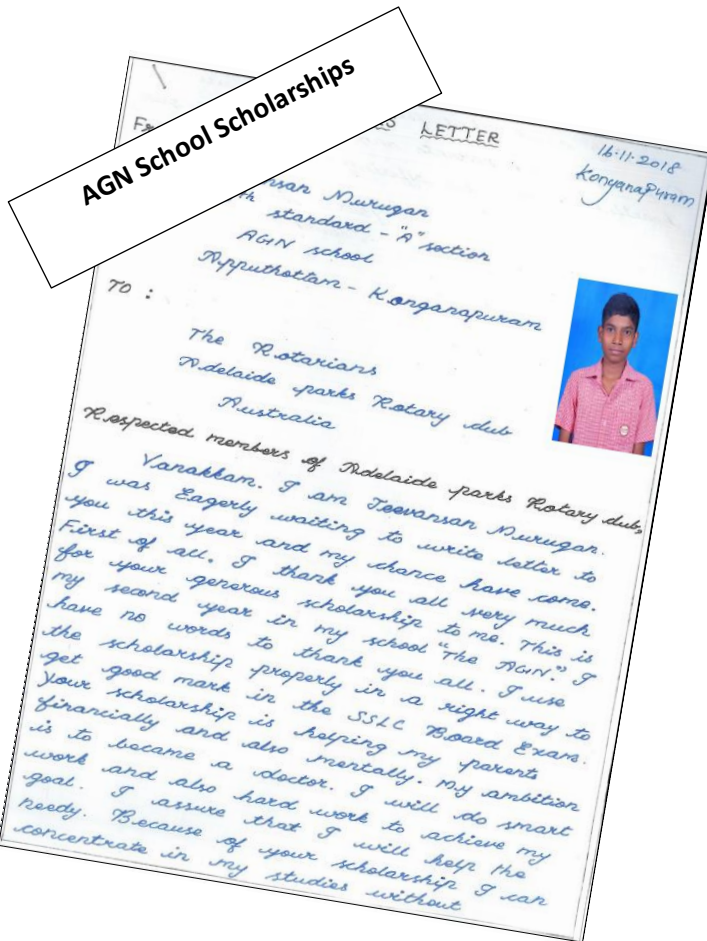 AGN School Scholarships
LETTER
16.11.2018
Konganapuram
Murugan
standard - "A" section
AGN school
Apputhottam - Konganapuram
TO :
The Rotarians
Adelaide parks Rotary club
Australia
Respected members of Adelaide parks Rotary club,
Vanakkam. I am Jeevansan Murugan.
I was Eagerly waiting to write letter to
you this year and my chance have come.
First of all. I thank you all very much
for your generous scholarship to me. This is
my second year in my school "The AGN." I
have no words to thank you all. I use
the scholarship properly in a right way to
get good mark in the SSLC Board Exam.
Your scholarship is helping my parents
financially and also mentally. My ambition
is to became a doctor. I will do smart
work and also hard work to achieve my
goal. I assure that I will help the
needy. Because of your scholarship I can
concentrate in my studies without